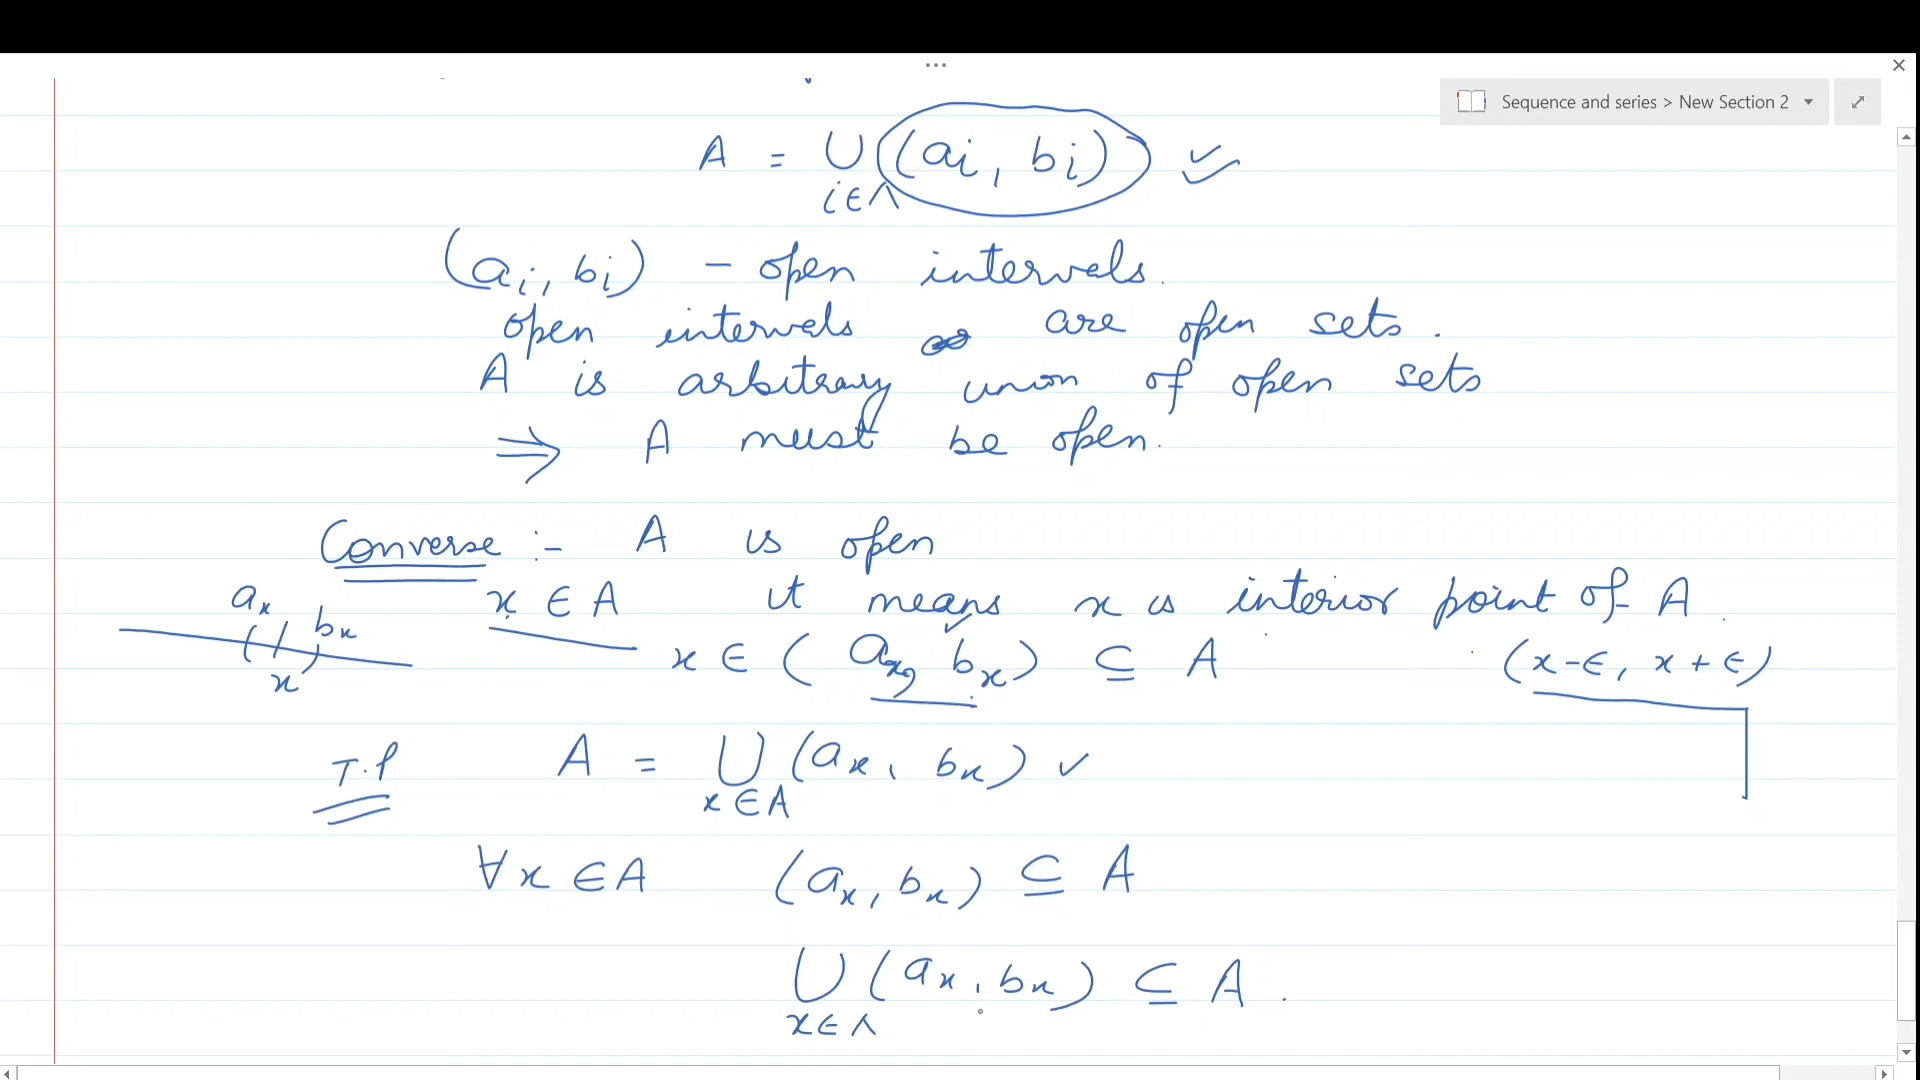 Sequence and series > New Section 2
A = ∪ (ai, bi) ✓
i∈Λ
(ai, bi) - open intervals.
open intervals are open sets.
A is arbitrary union of open sets
⇒ A must be open.
Converse :- A is open
x ∈ A it means x is interior point of A.
ax bx
x
x ∈ (ax, bx) ⊆ A (x-∈, x+∈)
T.P A = ∪ (ax, bx) ✓
x∈A
∀x ∈A (ax, bx) ⊆ A
∪ (ax, bx) ⊆ A.
x∈Λ